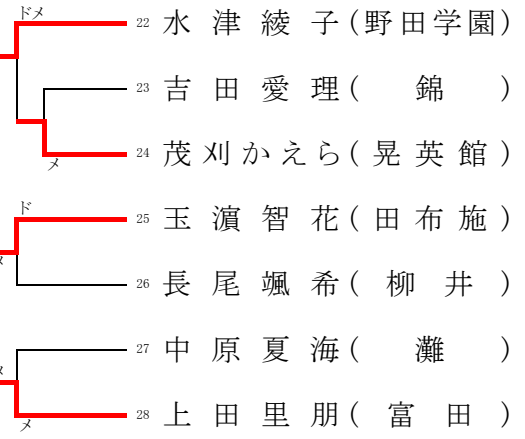 ドメ
22 水津綾子(野田学園)
23 吉田愛理(錦)
24 茂刈かえら(晃英館)
メ
ド
25 玉濵智花(田布施)
26 長尾颯希(柳井)
27 中原夏海(灘)
28 上田里朋(富田)
メ